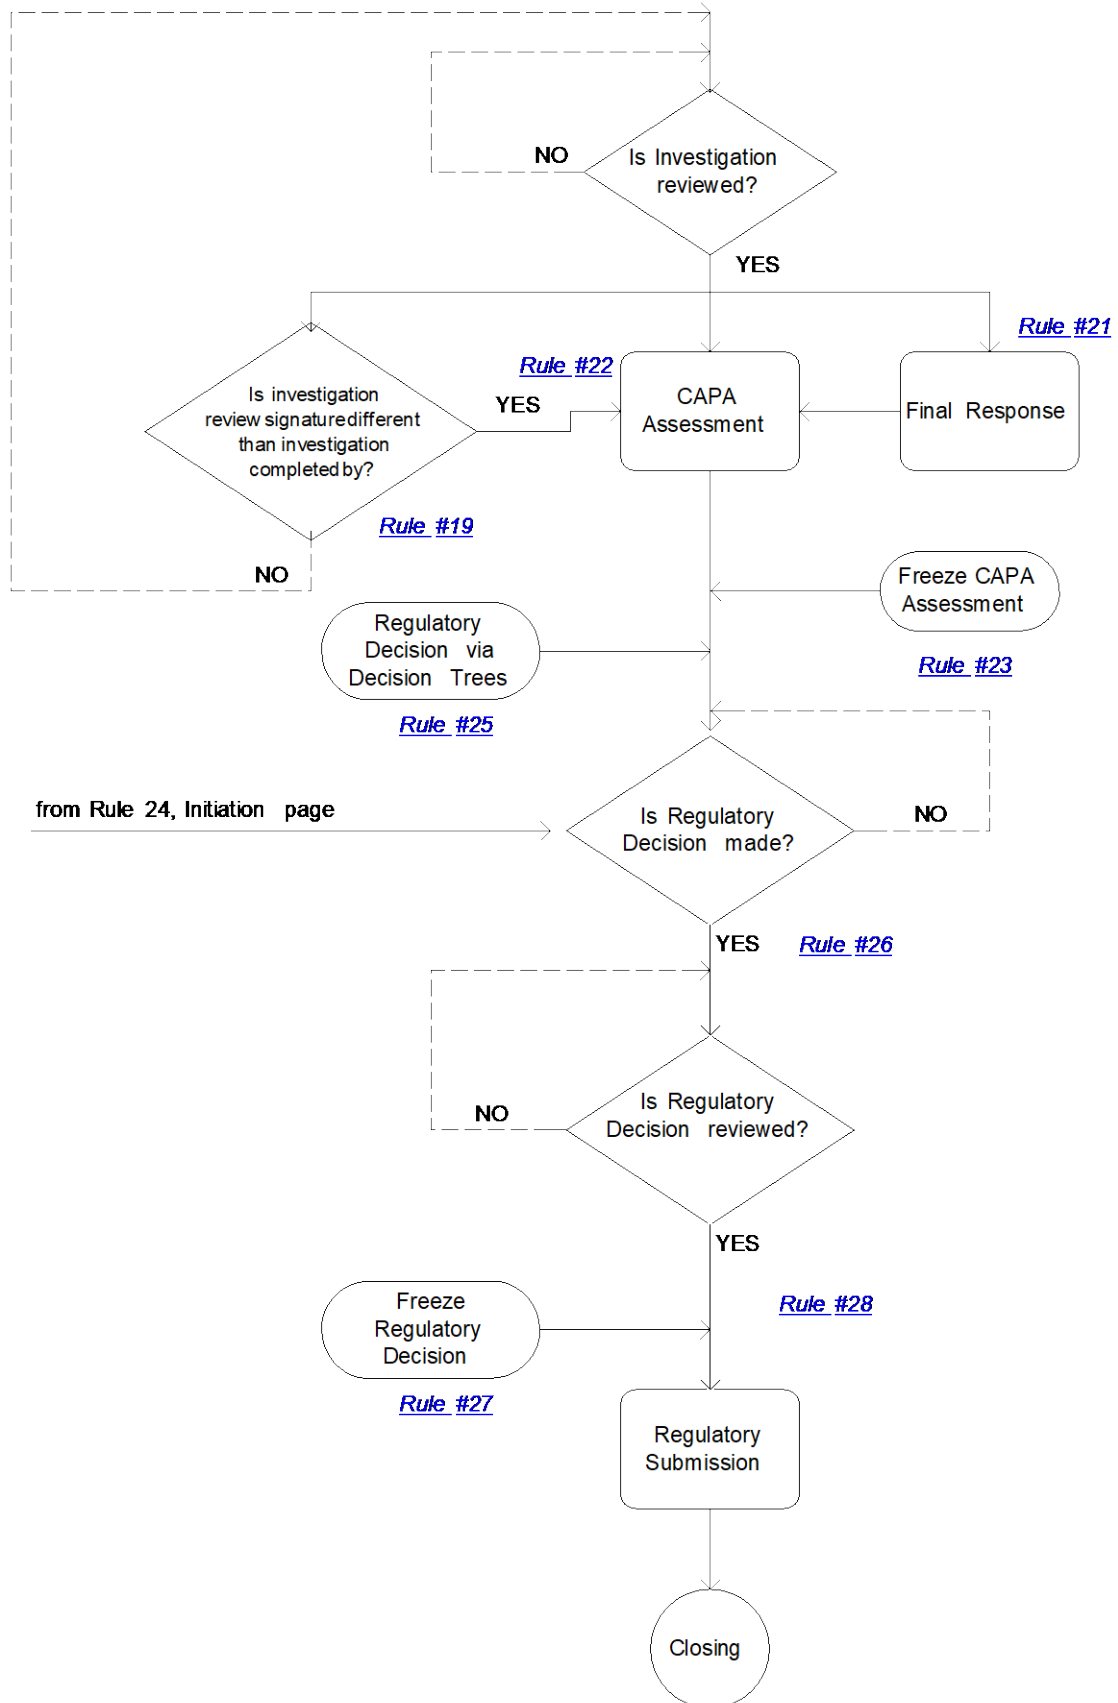 NO
Is Investigation
reviewed?
YES
Rule #21
Rule #22
Is investigation
review signature different
than investigation
completed by?
YES
CAPA
Assessment
Final Response
Rule #19
NO
Freeze CAPA
Assessment
Regulatory
Decision via
Decision Trees
Rule #23
Rule #25
from Rule 24, Initiation page
Is Regulatory
Decision made?
NO
YES
Rule #26
NO
Is Regulatory
Decision reviewed?
YES
Freeze
Regulatory
Decision
Rule #28
Rule #27
Regulatory
Submission
Closing